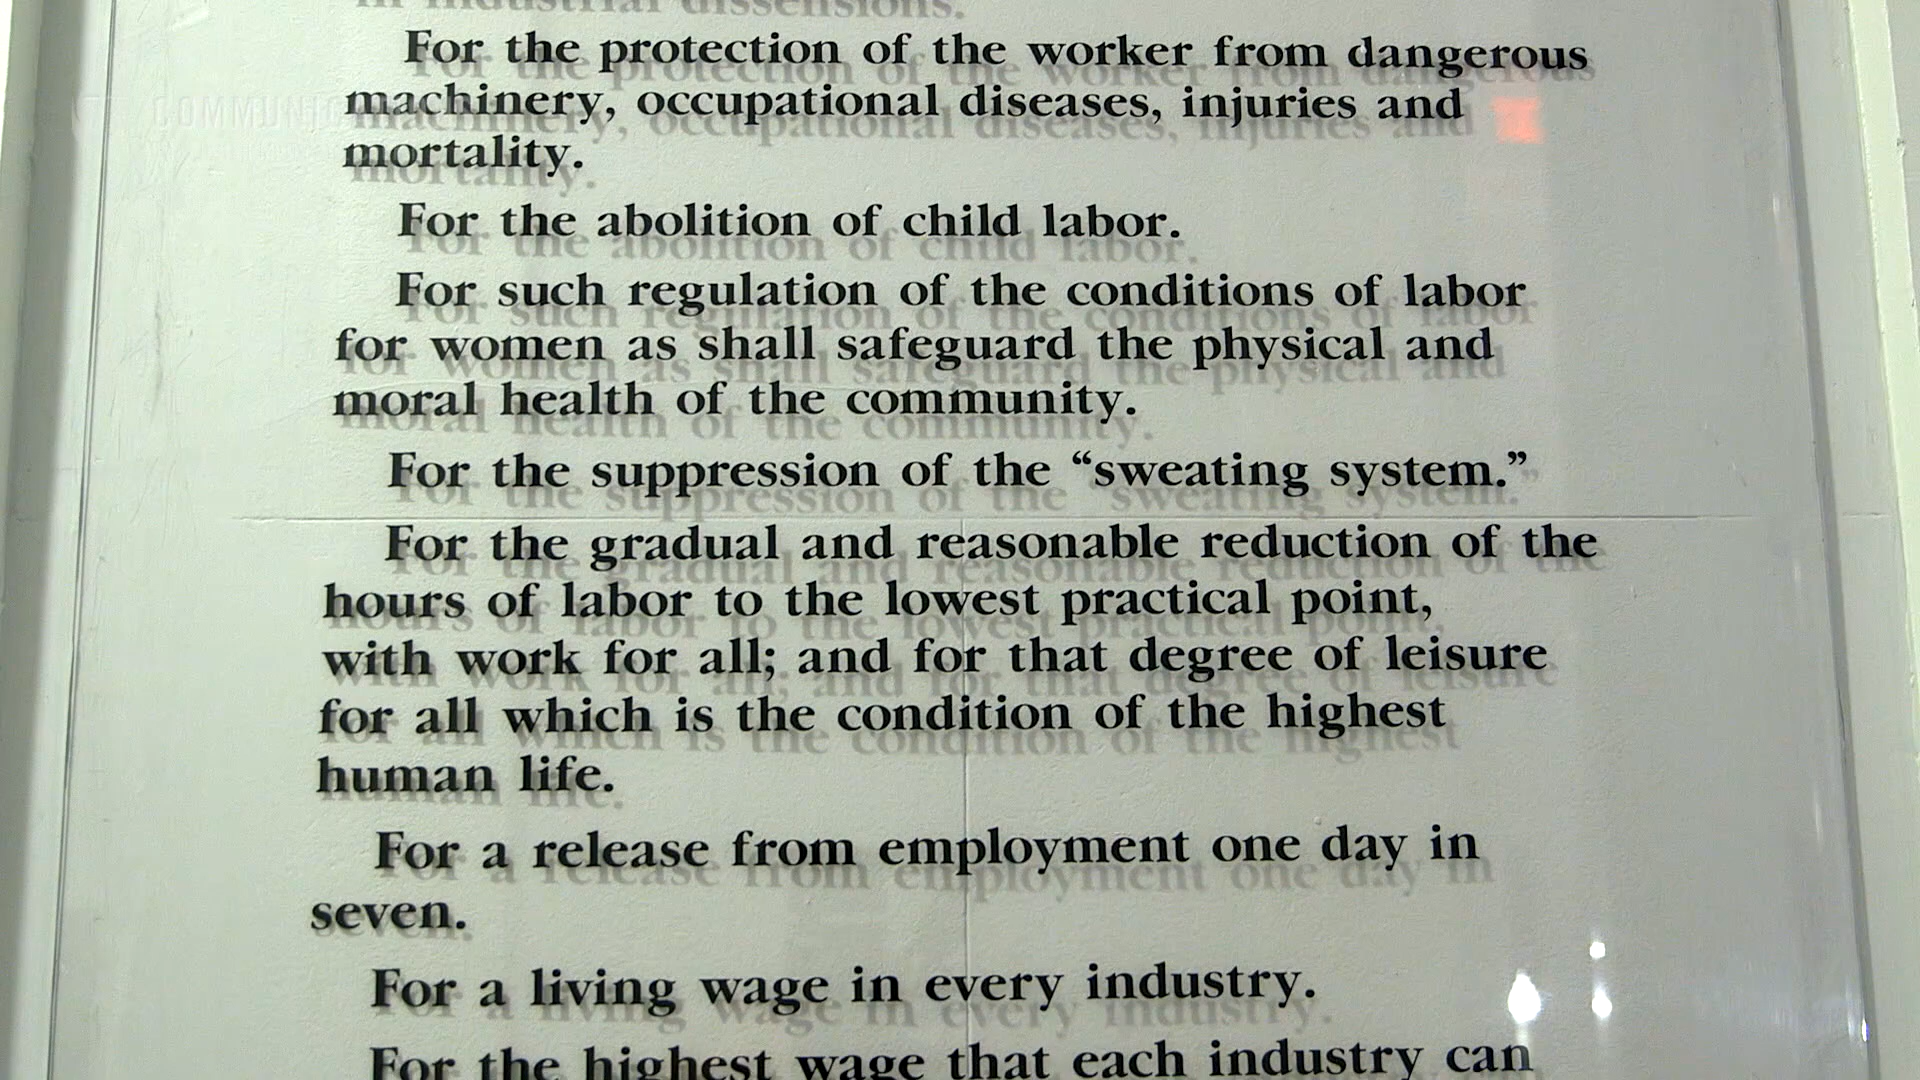 in industrial dissensions.
For the protection of the worker from dangerous
machinery, occupational diseases, injuries and
mortality.
For the abolition of child labor.
For such regulation of the conditions of labor
for women as shall safeguard the physical and
moral health of the community.
For the suppression of the “sweating system.”
For the gradual and reasonable reduction of the
hours of labor to the lowest practical point,
with work for all; and for that degree of leisure
for all which is the condition of the highest
human life.
For a release from employment one day in
seven.
For a living wage in every industry.
For the highest wage that each industry can